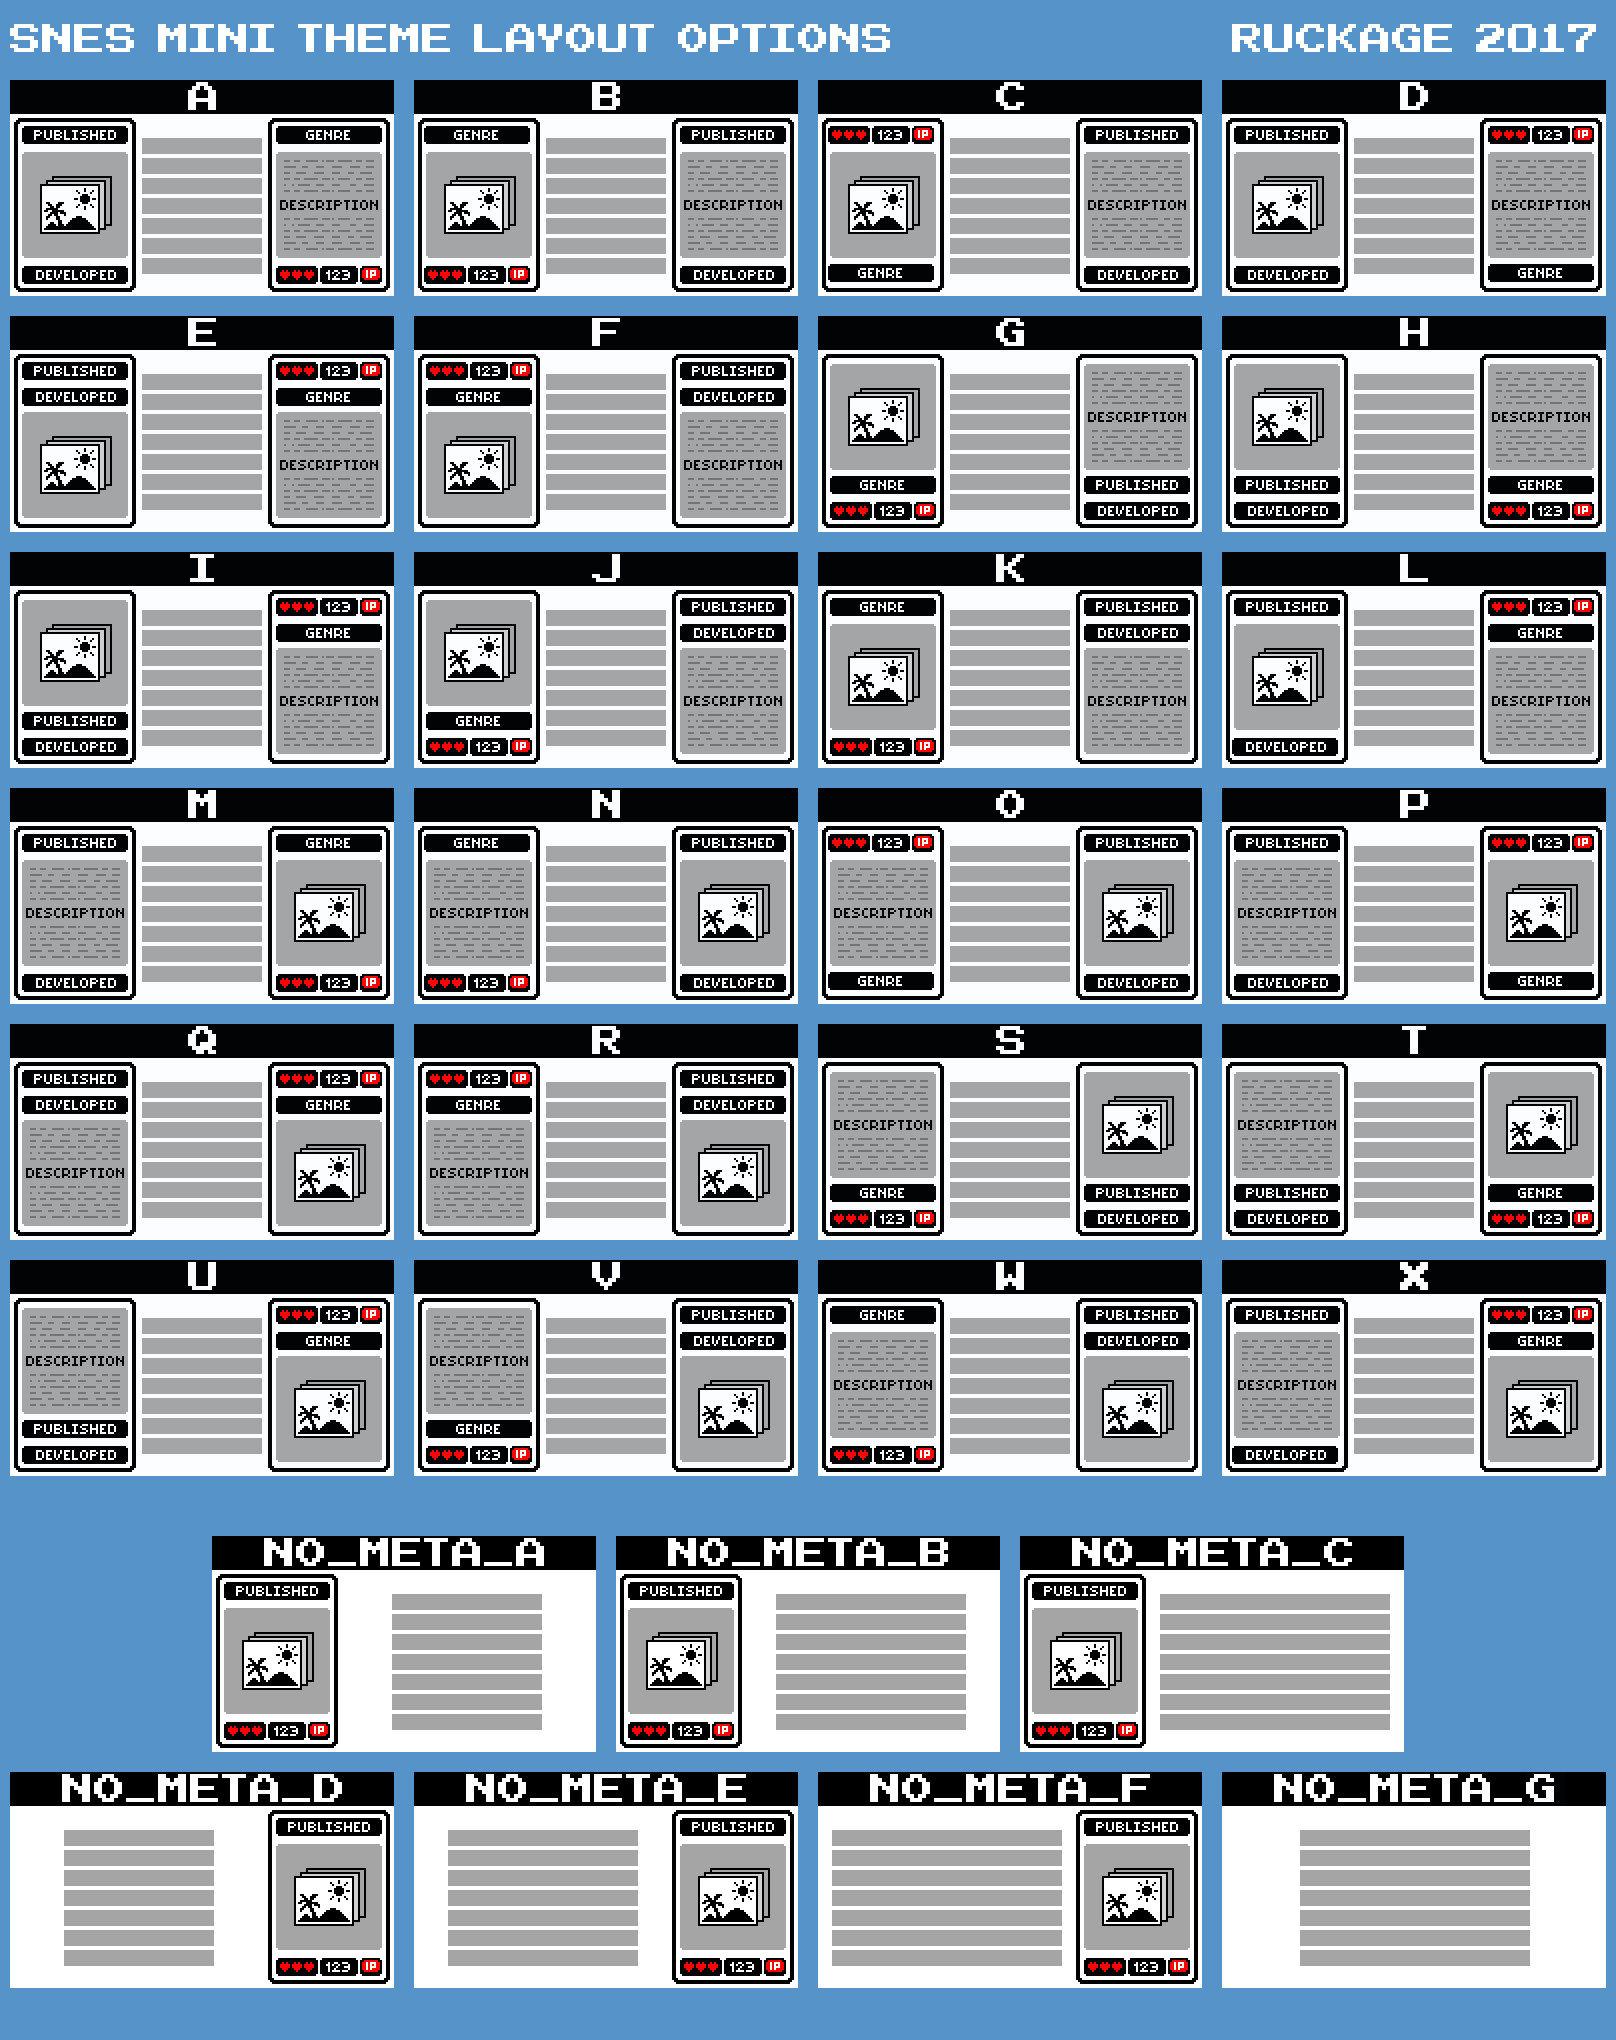 SNES MINI THEME LAYOUT OPTIONS RUCKAGE 2017
A B C D
PUBLISHED GENRE GENRE PUBLISHED 123 1P PUBLISHED PUBLISHED 123 1P
DESCRIPTION DESCRIPTION DESCRIPTION DESCRIPTION
DEVELOPED 123 1P 123 1P DEVELOPED GENRE DEVELOPED DEVELOPED GENRE
E F G H
PUBLISHED 123 1P 123 1P PUBLISHED
DEVELOPED GENRE GENRE DEVELOPED DESCRIPTION DESCRIPTION
DESCRIPTION DESCRIPTION GENRE PUBLISHED PUBLISHED GENRE
123 1P DEVELOPED DEVELOPED 123 1P
I J K L
123 1P PUBLISHED GENRE PUBLISHED PUBLISHED 123 1P
GENRE DEVELOPED DEVELOPED GENRE
DESCRIPTION DESCRIPTION DESCRIPTION DESCRIPTION
PUBLISHED GENRE
DEVELOPED 123 1P 123 1P DEVELOPED
M N O P
PUBLISHED GENRE GENRE PUBLISHED 123 1P PUBLISHED PUBLISHED 123 1P
DESCRIPTION DESCRIPTION DESCRIPTION DESCRIPTION
DEVELOPED 123 1P 123 1P DEVELOPED GENRE DEVELOPED DEVELOPED GENRE
Q R S T
PUBLISHED 123 1P 123 1P PUBLISHED
DEVELOPED GENRE GENRE DEVELOPED DESCRIPTION DESCRIPTION
DESCRIPTION DESCRIPTION GENRE PUBLISHED PUBLISHED GENRE
123 1P DEVELOPED DEVELOPED 123 1P
U V W X
123 1P PUBLISHED GENRE PUBLISHED PUBLISHED 123 1P
GENRE DEVELOPED DEVELOPED GENRE
DESCRIPTION DESCRIPTION DESCRIPTION DESCRIPTION
PUBLISHED GENRE
DEVELOPED 123 1P 123 1P DEVELOPED
NO_META_A NO_META_B NO_META_C
PUBLISHED PUBLISHED PUBLISHED
123 1P 123 1P 123 1P
NO_META_D NO_META_E NO_META_F NO_META_G
PUBLISHED PUBLISHED PUBLISHED
123 1P 123 1P 123 1P